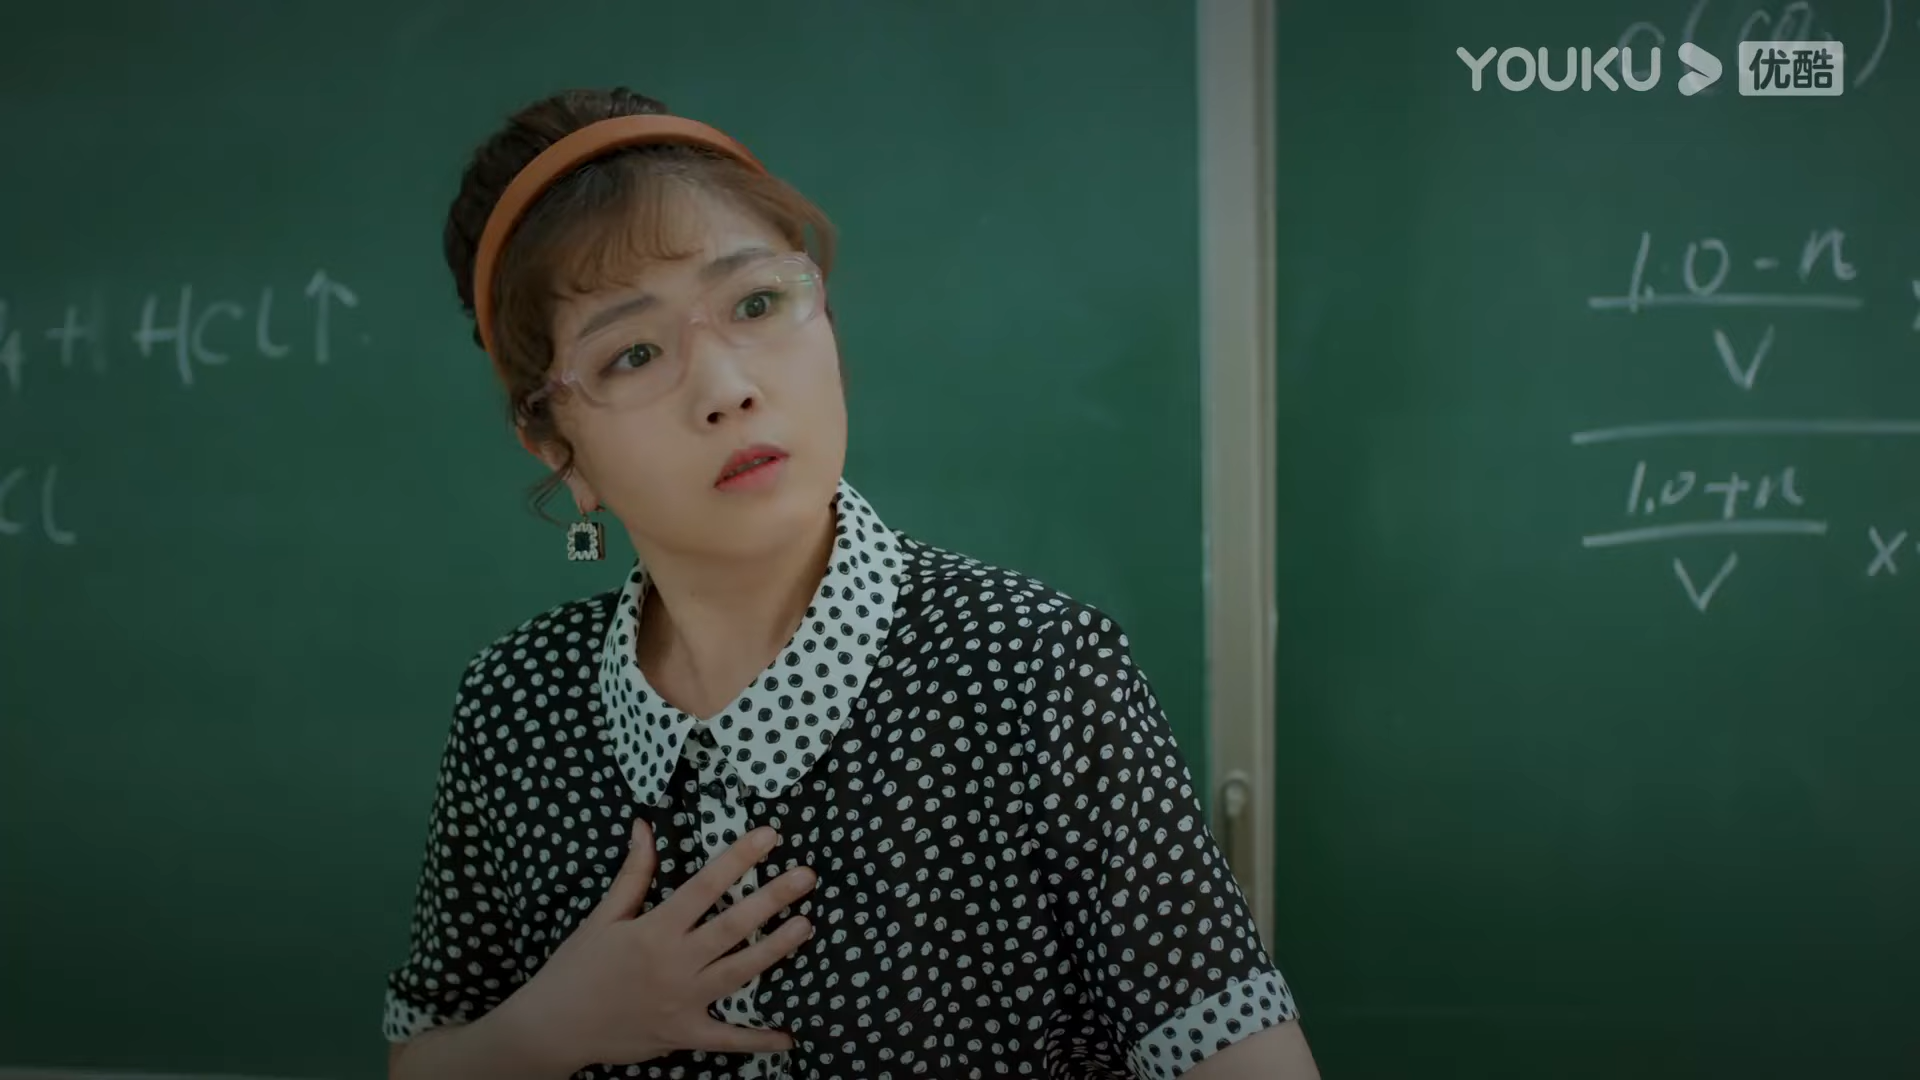 YOUKU 优酷
+ HCl↑
Cl
1.0-n
V
1.0+n
V
x